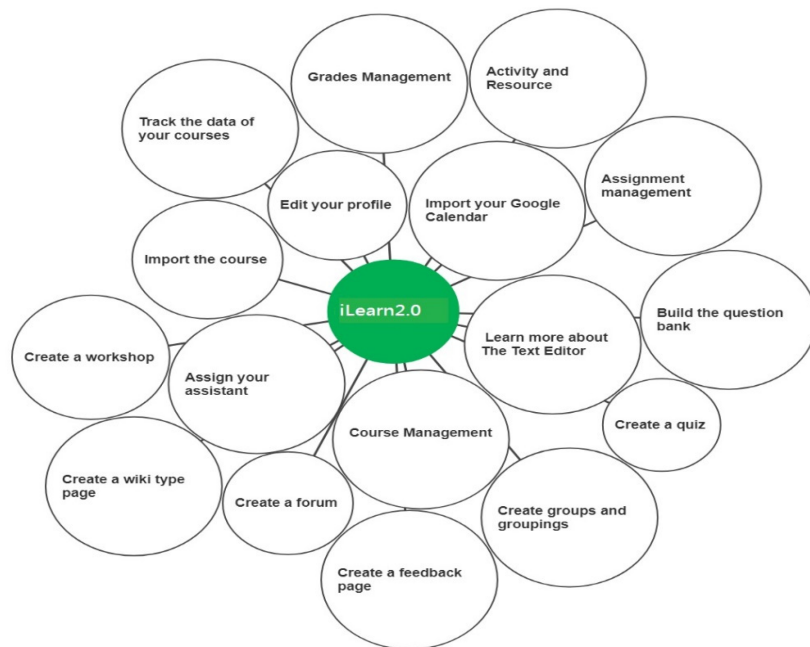 Grades Management
Activity and
Resource
Track the data of
your courses
Assignment
management
Edit your profile
Import your Google
Calendar
Import the course
iLearn2.0
Build the question
bank
Learn more about
The Text Editor
Create a workshop
Assign your
assistant
Create a quiz
Course Management
Create a wiki type
page
Create a forum
Create groups and
groupings
Create a feedback
page